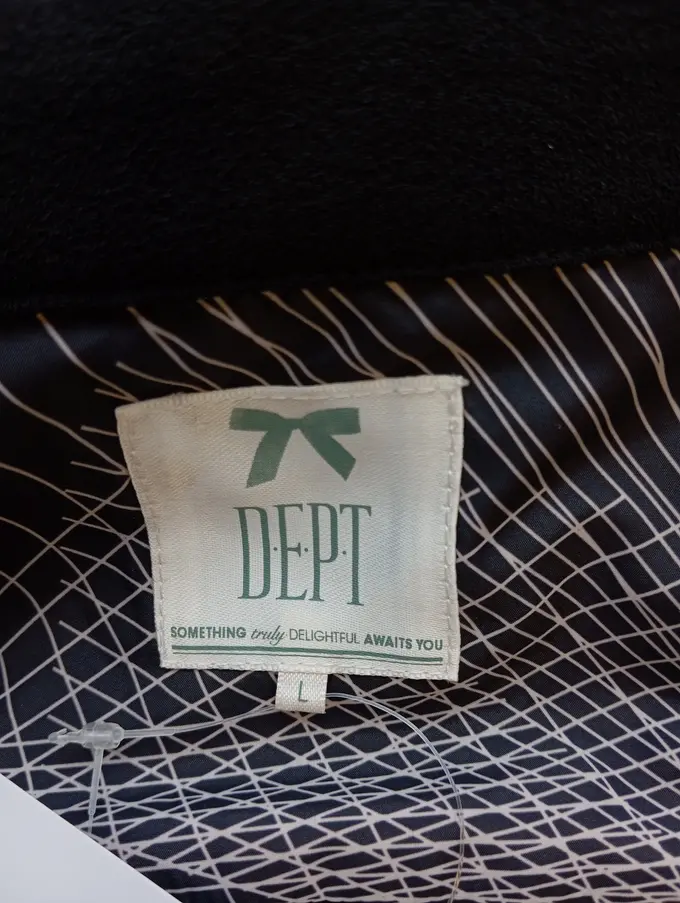 D·E·P·T
SOMETHING truly DELIGHTFUL AWAITS YOU
L